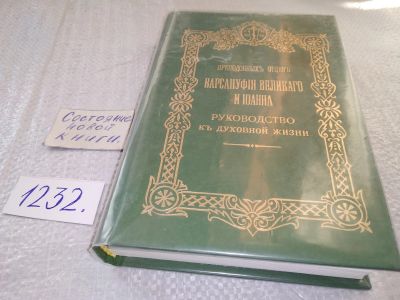 Преподобныхъ отцевъ
ВАРСАНУФІЯ ВЕЛИКАГО
И ІОАННА
РУКОВОДСТВО
КЪ ДУХОВНОЙ ЖИЗНИ
Состояние
новой
книги.
1232.